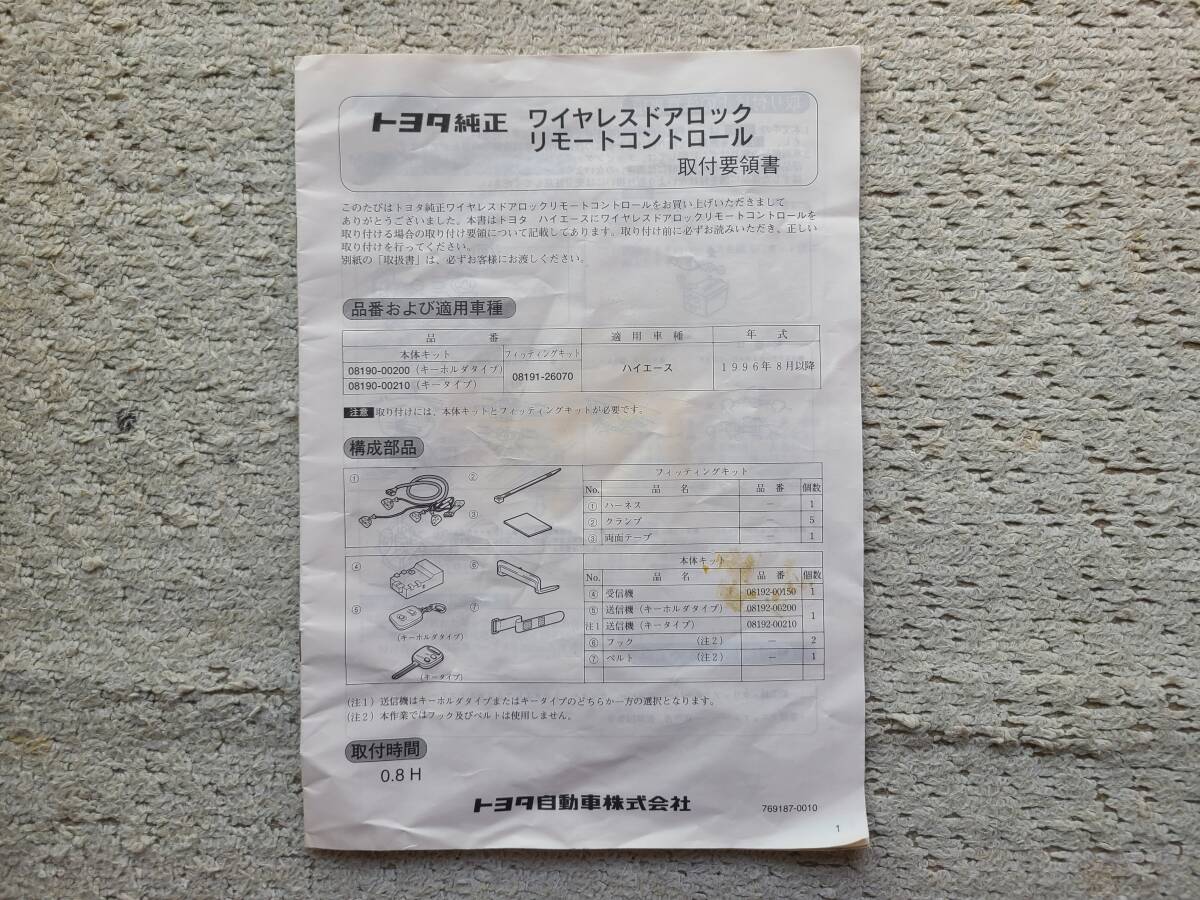 トヨタ純正 ワイヤレスドアロック
リモートコントロール
取付要領書
このたびはトヨタ純正ワイヤレスドアロックリモートコントロールをお買い上げいただきまして
ありがとうございました。本書はトヨタ ハイエースにワイヤレスドアロックリモートコントロールを
取り付ける場合の取り付け要領について記載してあります。取り付け前に必ずお読みいただき、正しい
取り付けを行ってください。
別紙の「取扱書」は、必ずお客様にお渡しください。
品番および適用車種
品 番 適用車種 年 式
本体キット フィッティングキット
08190-00200（キーホルダタイプ） 08191-26070 ハイエース 1996年8月以降
08190-00210（キータイプ）
注意 取り付けには、本体キットとフィッティングキットが必要です。
構成部品
① ② ③
フィッティングキット
No. 品 名 品 番 個数
① ハーネス 1
② クランプ 5
③ 両面テープ － 1
④ ⑥ ⑤ ⑦
（キーホルダタイプ）
（キータイプ）
本体キット
No. 品 名 品 番 個数
④ 受信機 08192-00150 1
⑤ 送信機（キーホルダタイプ） 08192-00200 1
注1 送信機（キータイプ） 08192-00210
⑥ フック （注2） － 2
⑦ ベルト （注2） － 1
（注1）送信機はキーホルダタイプまたはキータイプのどちらか一方の選択となります。
（注2）本作業ではフック及びベルトは使用しません。
取付時間
0.8 H
トヨタ自動車株式会社
769187-0010
1